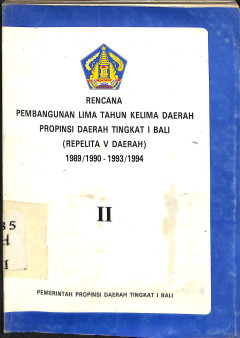 RENCANA
PEMBANGUNAN LIMA TAHUN KELIMA DAERAH
PROPINSI DAERAH TINGKAT I BALI
(REPELITA V DAERAH)
1989/1990 - 1993/1994
II
PEMERINTAH PROPINSI DAERAH TINGKAT I BALI